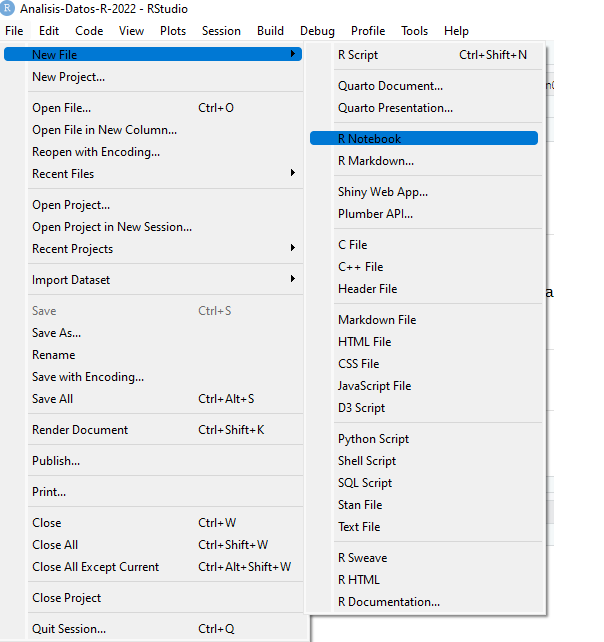 R Analisis-Datos-R-2022 - RStudio
File Edit Code View Plots Session Build Debug Profile Tools Help
New File
New Project...
Open File... Ctrl+O
Open File in New Column...
Reopen with Encoding...
Recent Files
Open Project...
Open Project in New Session...
Recent Projects
Import Dataset
Save Ctrl+S
Save As...
Rename
Save with Encoding...
Save All Ctrl+Alt+S
Render Document Ctrl+Shift+K
Publish...
Print...
Close Ctrl+W
Close All Ctrl+Shift+W
Close All Except Current Ctrl+Alt+Shift+W
Close Project
Quit Session... Ctrl+Q
R Script Ctrl+Shift+N
Quarto Document...
Quarto Presentation...
R Notebook
R Markdown...
Shiny Web App...
Plumber API...
C File
C++ File
Header File
Markdown File
HTML File
CSS File
JavaScript File
D3 Script
Python Script
Shell Script
SQL Script
Stan File
Text File
R Sweave
R HTML
R Documentation...
a